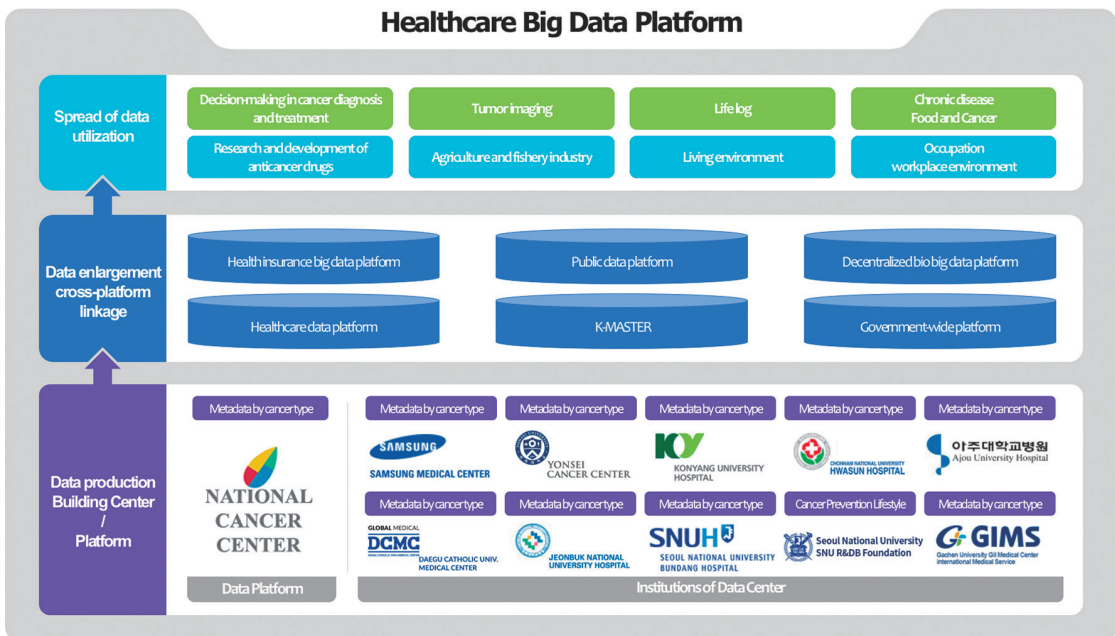 Healthcare Big Data Platform
Spread of data
utilization
Decision-making in cancer diagnosis
and treatment
Tumor imaging
Life log
Chronic disease
Food and Cancer
Research and development of
anticancer drugs
Agriculture and fishery industry
Living environment
Occupation
workplace environment
Data enlargement
cross-platform
linkage
Health insurance big data platform
Public data platform
Decentralized bio big data platform
Healthcare data platform
K-MASTER
Government-wide platform
Data production
Building Center
/
Platform
Metadata by cancer type
NATIONAL
CANCER
CENTER
Data Platform
Metadata by cancer type
Metadata by cancer type
Metadata by cancer type
Metadata by cancer type
Metadata by cancer type
SAMSUNG
SAMSUNG MEDICAL CENTER
YONSEI
CANCER CENTER
KY
KONYANG UNIVERSITY
HOSPITAL
CHONNAM NATIONAL UNIVERSITY
HWASUN HOSPITAL
아주대학교병원
Ajou University Hospital
Metadata by cancer type
Metadata by cancer type
Metadata by cancer type
Cancer Prevention Lifestyle
Metadata by cancer type
GLOBAL MEDICAL
DCMC
DAEGU CATHOLIC UNIV.
MEDICAL CENTER
JEONBUK NATIONAL
UNIVERSITY HOSPITAL
SNUH
SEOUL NATIONAL UNIVERSITY
BUNDANG HOSPITAL
Seoul National University
SNU R&DB Foundation
GIMS
Gachon University Gil Medical Center
International Medical Service
Institutions of Data Center